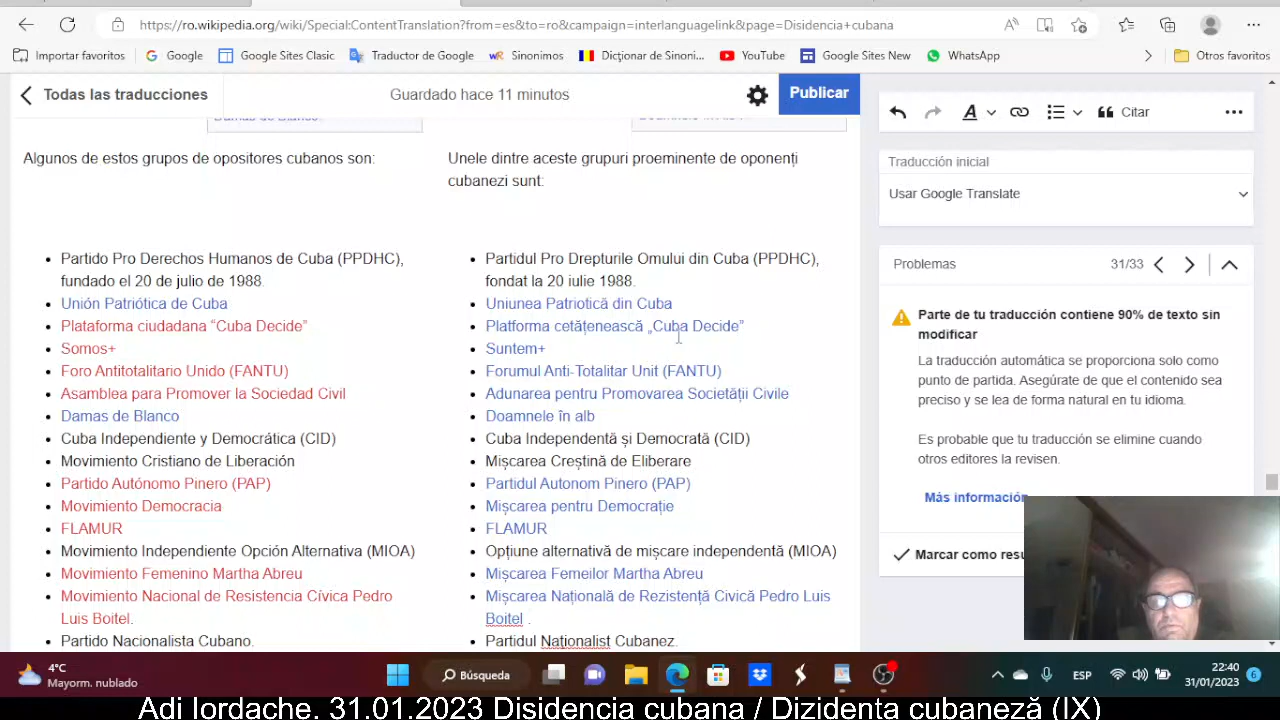 https://ro.wikipedia.org/wiki/Special:ContentTranslation?from=es&to=ro&campaign=interlanguagelink&page=Disidencia+cubana
Importar favoritos Google Google Sites Clasic Traductor de Google Sinonimos Dicționar de Sinoni... YouTube Google Sites New WhatsApp Otros favoritos
Todas las traducciones
Guardado hace 11 minutos
Publicar
Citar
Algunos de estos grupos de opositores cubanos son:
Partido Pro Derechos Humanos de Cuba (PPDHC),
fundado el 20 de julio de 1988.
Unión Patriótica de Cuba
Plataforma ciudadana “Cuba Decide”
Somos+
Foro Antitotalitario Unido (FANTU)
Asamblea para Promover la Sociedad Civil
Damas de Blanco
Cuba Independiente y Democrática (CID)
Movimiento Cristiano de Liberación
Partido Autónomo Pinero (PAP)
Movimiento Democracia
FLAMUR
Movimiento Independiente Opción Alternativa (MIOA)
Movimiento Femenino Martha Abreu
Movimiento Nacional de Resistencia Cívica Pedro
Luis Boitel.
Partido Nacionalista Cubano.
Unele dintre aceste grupuri proeminente de oponenți
cubanezi sunt:
Partidul Pro Drepturile Omului din Cuba (PPDHC),
fondat la 20 iulie 1988.
Uniunea Patriotică din Cuba
Platforma cetățenească „Cuba Decide”
Suntem+
Forumul Anti-Totalitar Unit (FANTU)
Adunarea pentru Promovarea Societății Civile
Doamnele în alb
Cuba Independentă și Democrată (CID)
Mișcarea Creștină de Eliberare
Partidul Autonom Pinero (PAP)
Mișcarea pentru Democrație
FLAMUR
Opțiune alternativă de mișcare independentă (MIOA)
Mișcarea Femeilor Martha Abreu
Mișcarea Națională de Rezistență Civică Pedro Luis
Boitel .
Partidul Naționalist Cubanez.
Traducción inicial
Usar Google Translate
Problemas 31/33
Parte de tu traducción contiene 90% de texto sin
modificar
La traducción automática se proporciona solo como
punto de partida. Asegúrate de que el contenido sea
preciso y se lea de forma natural en tu idioma.
Es probable que tu traducción se elimine cuando
otros editores la revisen.
Más información
Marcar como resu
4°C
Mayorm. nublado
Búsqueda
ESP
22:40
31/01/2023
6
Adi Iordache. 31.01.2023 Disidencia cubana / Dizidența cubaneză (IX)